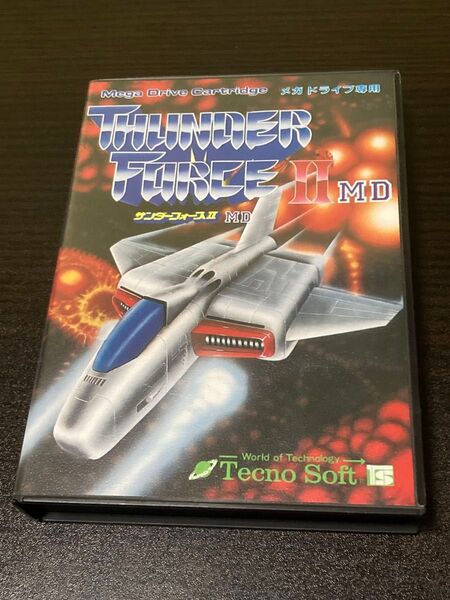 Mega Drive Cartridge メガドライブ専用
THUNDER
FORCE II MD
サンダーフォースII MD
World of Technology
Tecno Soft TS